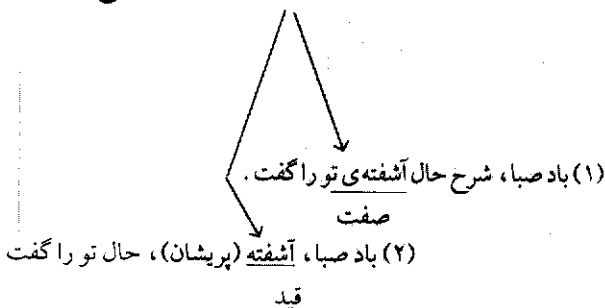 (۱) باد صبا، شرح حال آشفته‌ی تو را گفت.
صفت
(۲) باد صبا، آشفته (پریشان)، حال تو را گفت
قید